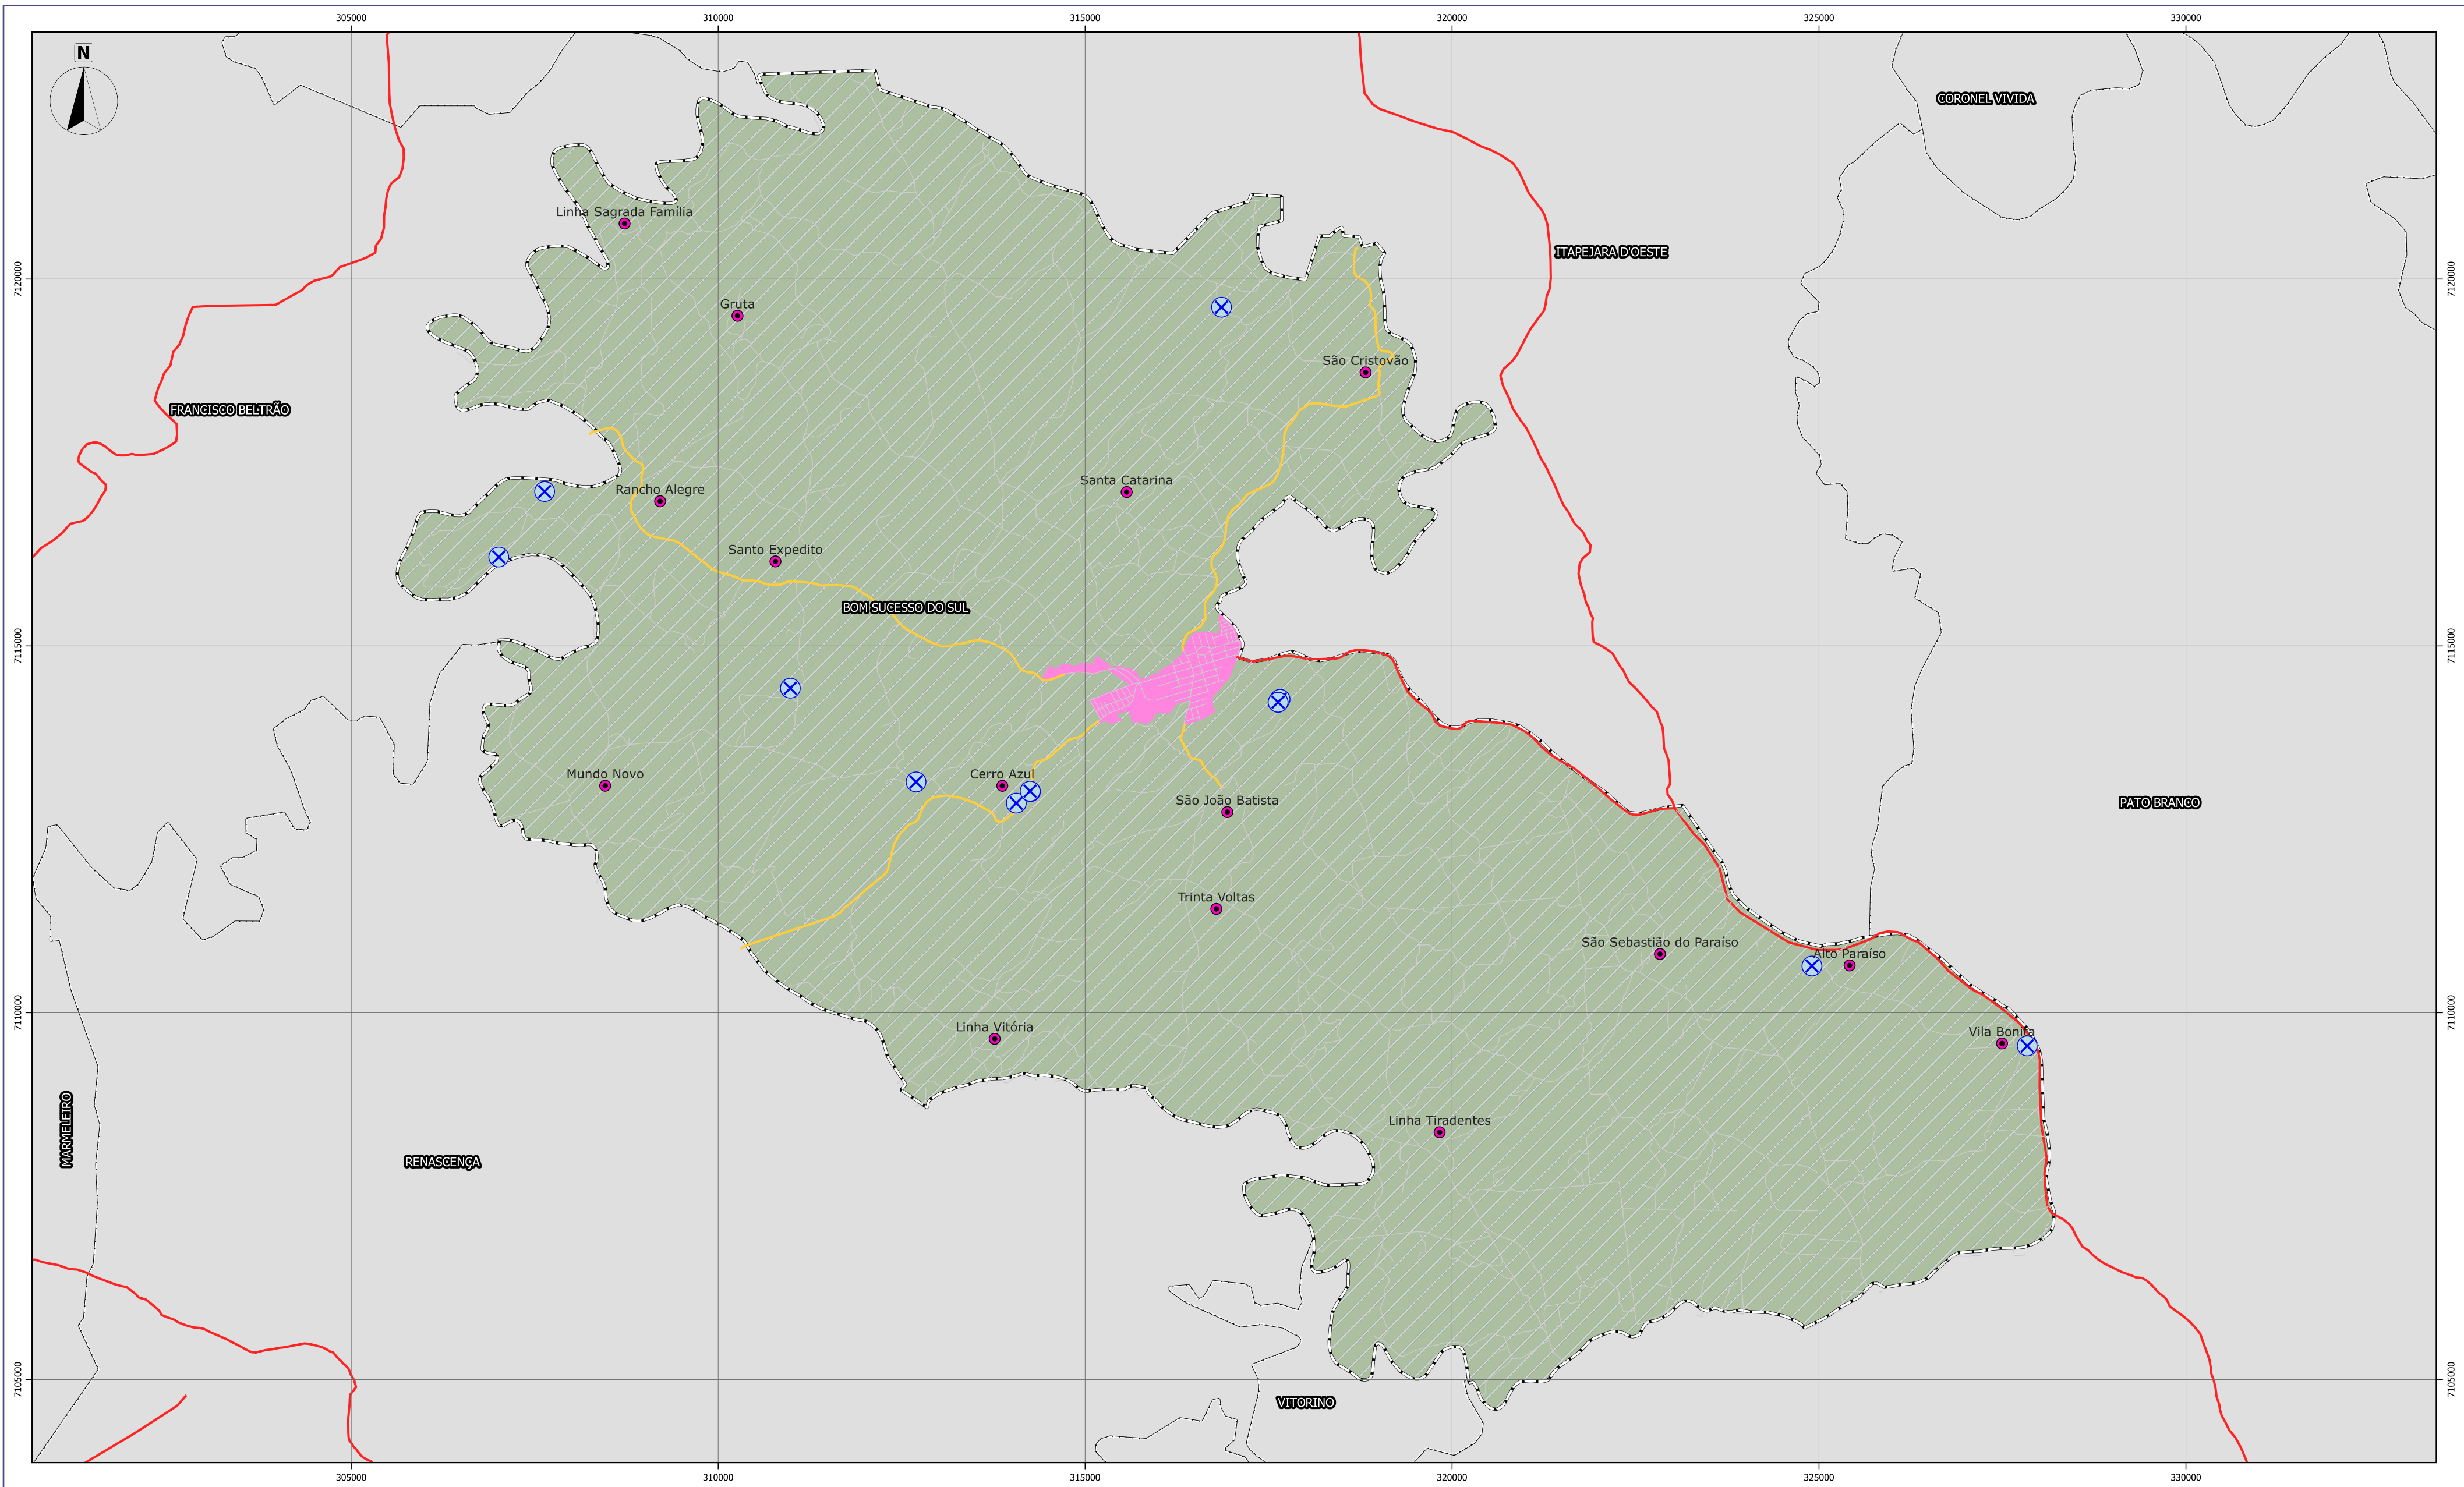 305000
310000
315000
320000
325000
330000
N
CORONEL VIVIDA
Linha Sagrada Família
ITAPEJARA D'OESTE
7120000
7120000
Gruta
São Cristovão
FRANCISCO BELTRÃO
Santa Catarina
Rancho Alegre
Santo Expedito
BOM SUCESSO DO SUL
7115000
7115000
Mundo Novo
Cerro Azul
São João Batista
PATO BRANCO
Trinta Voltas
São Sebastião do Paraíso
Alto Paraíso
7110000
7110000
Linha Vitória
Vila Bonita
Linha Tiradentes
MARMELEIRO
RENASCENÇA
7105000
7105000
VITORINO
305000
310000
315000
320000
325000
330000